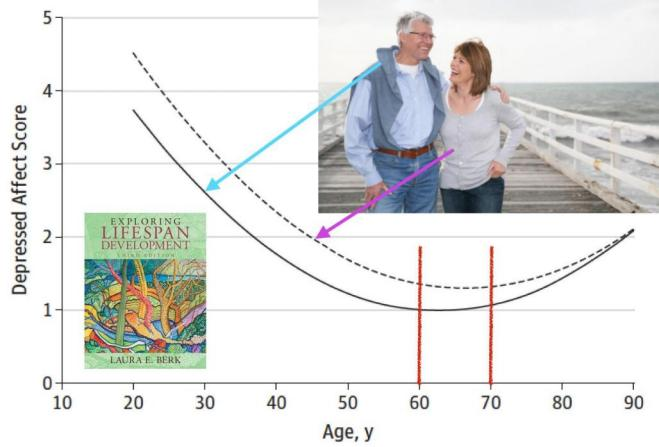 5
4
3
2
1
0
Depressed Affect Score
EXPLORING
LIFESPAN
DEVELOPMENT
THIRD EDITION
LAURA E. BERK
10 20 30 40 50 60 70 80 90
Age, y